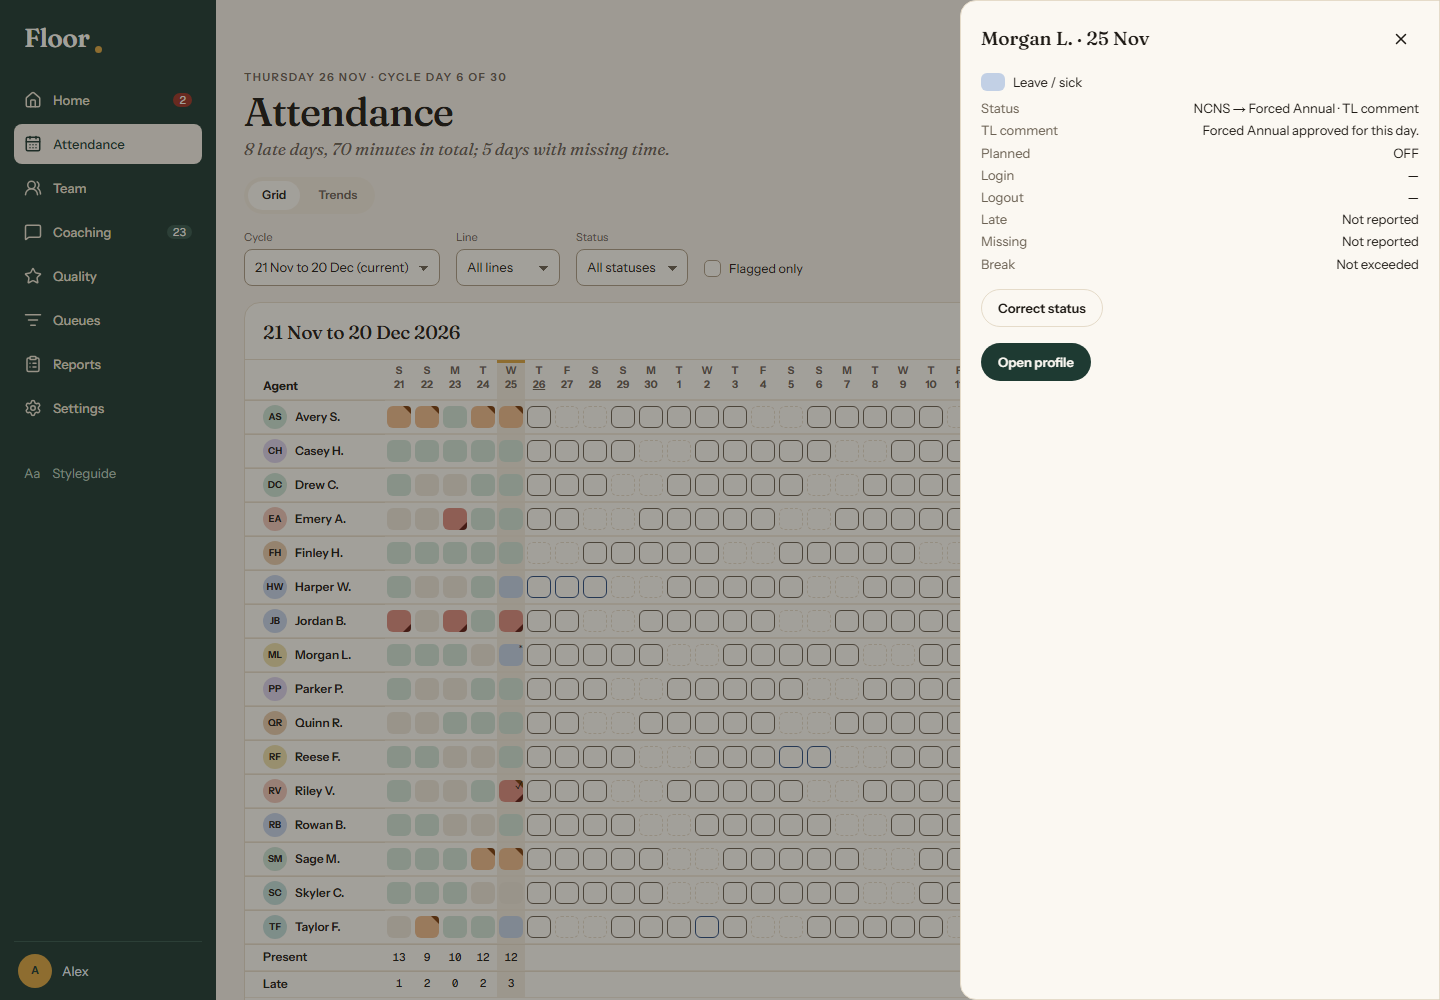 Floor.
Home 2
Attendance
Team
Coaching 23
Quality
Queues
Reports
Settings
Aa Styleguide
A Alex
THURSDAY 26 NOV · CYCLE DAY 6 OF 30
Attendance
8 late days, 70 minutes in total; 5 days with missing time.
Grid Trends
Cycle Line Status
21 Nov to 20 Dec (current) All lines All statuses Flagged only
21 Nov to 20 Dec 2026
S S M T W T F S S M T W T F S S M T W T
Agent 21 22 23 24 25 26 27 28 29 30 1 2 3 4 5 6 7 8 9 10
AS Avery S.
CH Casey H.
DC Drew C.
EA Emery A.
FH Finley H.
HW Harper W.
JB Jordan B.
ML Morgan L.
PP Parker P.
QR Quinn R.
RF Reese F.
RV Riley V.
RB Rowan B.
SM Sage M.
SC Skyler C.
TF Taylor F.
Present 13 9 10 12 12
Late 1 2 0 2 3
Morgan L. · 25 Nov
Leave / sick
Status NCNS → Forced Annual · TL comment
TL comment Forced Annual approved for this day.
Planned OFF
Login —
Logout —
Late Not reported
Missing Not reported
Break Not exceeded
Correct status
Open profile